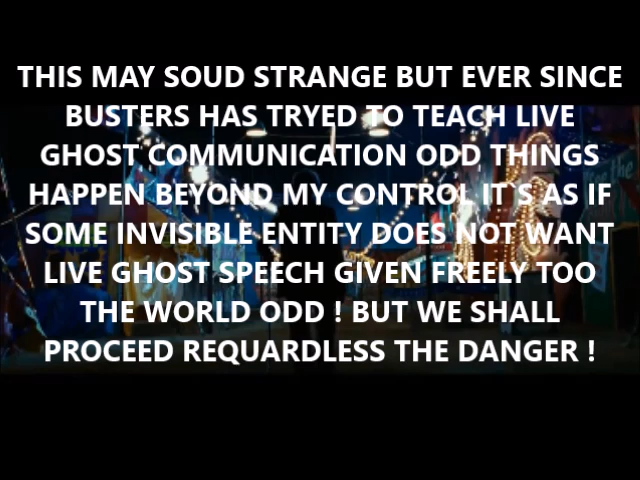 THIS MAY SOUD STRANGE BUT EVER SINCE
BUSTERS HAS TRYED TO TEACH LIVE
GHOST COMMUNICATION ODD THINGS
HAPPEN BEYOND MY CONTROL IT`S AS IF
SOME INVISIBLE ENTITY DOES NOT WANT
LIVE GHOST SPEECH GIVEN FREELY TOO
THE WORLD ODD ! BUT WE SHALL
PROCEED REQUARDLESS THE DANGER !